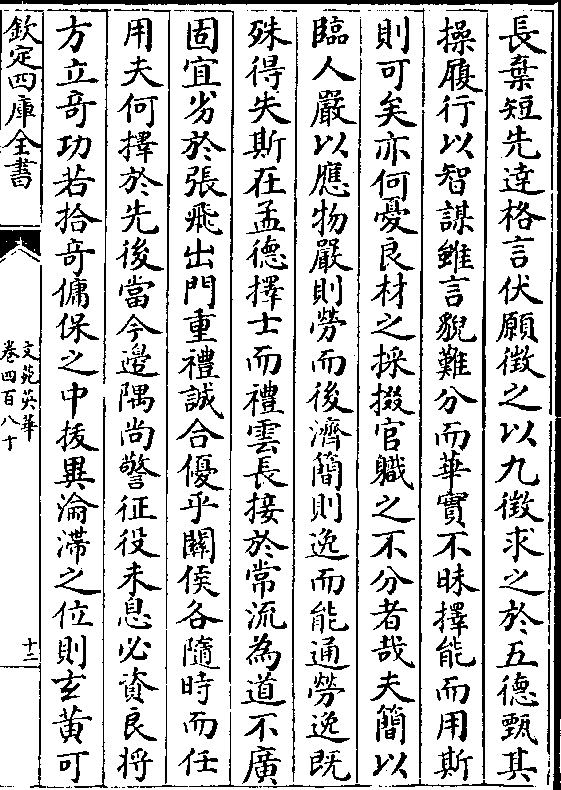 長棄短先達格言伏願徴之以九徴求之於五德甄其
操履行以智謀雖言貌難分而華實不昧擇能而用斯
則可矣亦何憂良材之採掇官職之不分者哉夫簡以
臨人嚴以應物嚴則勞而後濟簡則逸而能通勞逸既
殊得失斯在孟德擇士而禮雲長接於常流為道不廣
固宜劣於張飛出門重禮誠合優乎關侯各隨時而任
用夫何擇於先後當今邊隅尚警征役未息必資良將
方立竒功若拾竒傭保之中拔異淪滯之位則玄黄可
欽定四庫全書
文苑英華
卷四百八十
十二